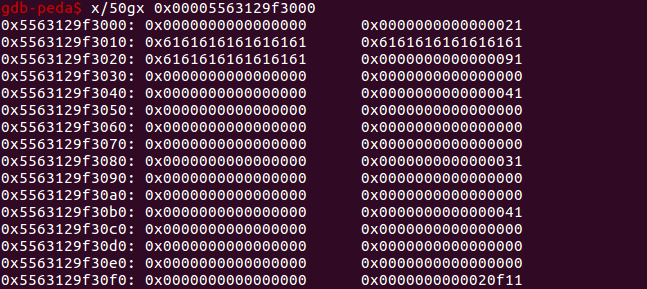 gdb-peda$ x/50gx 0x00005563129f3000
0x5563129f3000: 0x0000000000000000 0x0000000000000021
0x5563129f3010: 0x6161616161616161 0x6161616161616161
0x5563129f3020: 0x6161616161616161 0x0000000000000091
0x5563129f3030: 0x0000000000000000 0x0000000000000000
0x5563129f3040: 0x0000000000000000 0x0000000000000041
0x5563129f3050: 0x0000000000000000 0x0000000000000000
0x5563129f3060: 0x0000000000000000 0x0000000000000000
0x5563129f3070: 0x0000000000000000 0x0000000000000000
0x5563129f3080: 0x0000000000000000 0x0000000000000031
0x5563129f3090: 0x0000000000000000 0x0000000000000000
0x5563129f30a0: 0x0000000000000000 0x0000000000000000
0x5563129f30b0: 0x0000000000000000 0x0000000000000041
0x5563129f30c0: 0x0000000000000000 0x0000000000000000
0x5563129f30d0: 0x0000000000000000 0x0000000000000000
0x5563129f30e0: 0x0000000000000000 0x0000000000000000
0x5563129f30f0: 0x0000000000000000 0x0000000000020f11